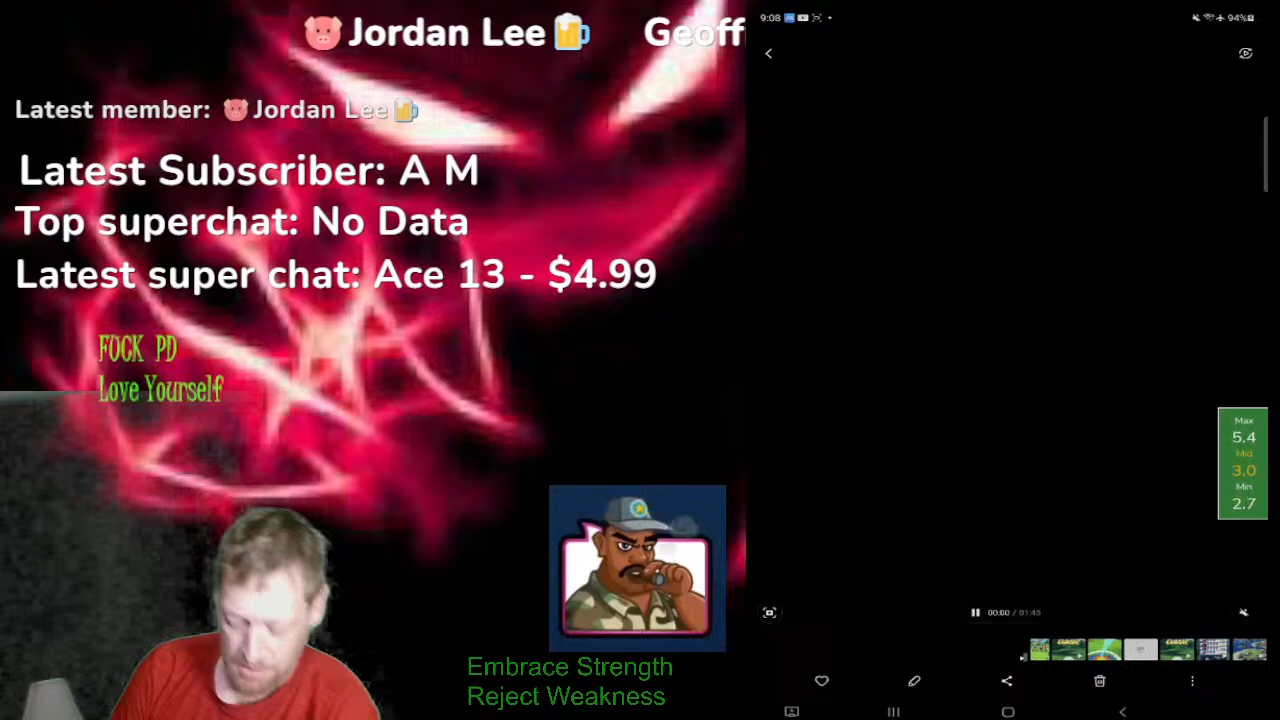 🐷Jordan Lee🍺 Geoff
Latest member: 🐷Jordan Lee🍺
Latest Subscriber: A M
Top superchat: No Data
Latest super chat: Ace 13 - $4.99
FUCK PD
Love Yourself
Embrace Strength
Reject Weakness
9:08
94%
Max
5.4
Mid
3.0
Min
2.7
00:00 / 01:45